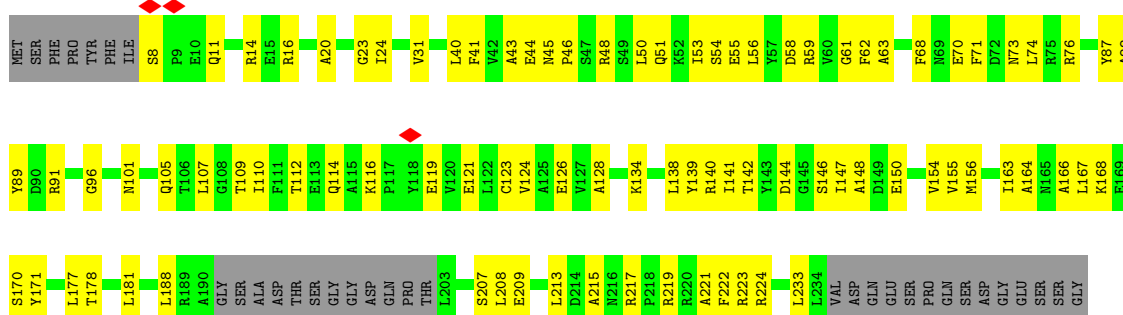 MET SER PHE PRO TYR PHE ILE S8 P9 E10 Q11 R14 E15 R16 A20 G23 I24 V31 L40 F41 V42 A43 E44 N45 P46 S47 R48 S49 L50 Q51 K52 I53 S54 E55 L56 Y57 D58 R59 V60 G61 F62 A63 F68 N69 E70 F71 D72 N73 L74 R75 R76 Y87
Y89 D90 R91 G96 N101 Q105 T106 L107 G108 T109 I110 F111 T112 E113 Q114 A115 K116 P117 Y118 E119 V120 E121 L122 C123 V124 A125 E126 V127 A128 K134 L138 Y139 R140 I141 T142 Y143 D144 G145 S146 I147 A148 D149 E150 V154 V155 M156 I163 A164 N165 A166 L167 K168
S170 Y171 L177 T178 L181 L188 R189 A190 GLY SER ALA ASP THR SER GLY GLY ASP GLN PRO THR L203 S207 L208 E209 L213 D214 A215 N216 R217 P218 R219 R220 A221 F222 R223 R224 L233 L234 VAL ASP GLN GLU SER PRO GLN SER ASP GLY GLU SER SER GLY